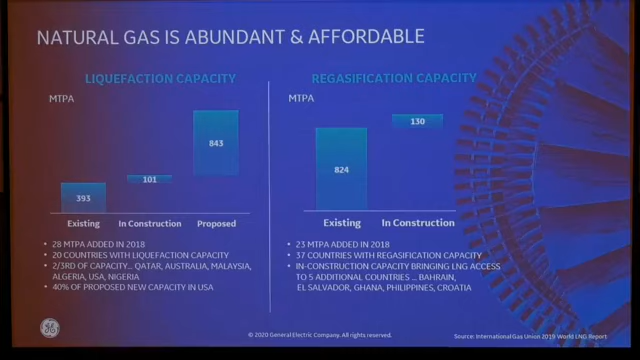 NATURAL GAS IS ABUNDANT & AFFORDABLE
LIQUEFACTION CAPACITY
MTPA
843
101
393
Existing
In Construction
Proposed
• 28 MTPA ADDED IN 2018
• 20 COUNTRIES WITH LIQUEFACTION CAPACITY
• 2/3RD OF CAPACITY... QATAR, AUSTRALIA, MALAYSIA,
ALGERIA, USA, NIGERIA
• 40% OF PROPOSED NEW CAPACITY IN USA
REGASIFICATION CAPACITY
MTPA
130
824
Existing
In Construction
• 23 MTPA ADDED IN 2018
• 37 COUNTRIES WITH REGASIFICATION CAPACITY
• IN-CONSTRUCTION CAPACITY BRINGING LNG ACCESS
TO 5 ADDITIONAL COUNTRIES ... BAHRAIN,
EL SALVADOR, GHANA, PHILIPPINES, CROATIA
© 2020 General Electric Company. All rights reserved.
Source: International Gas Union 2019 World LNG Report